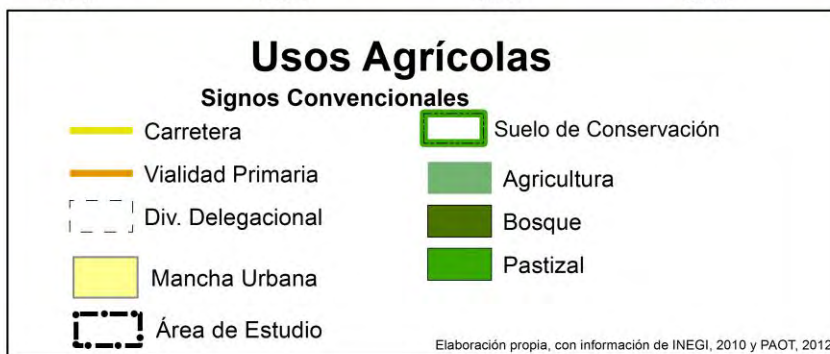 Usos Agrícolas
Signos Convencionales
Carretera
Vialidad Primaria
Div. Delegacional
Mancha Urbana
Área de Estudio
Suelo de Conservación
Agricultura
Bosque
Pastizal
Elaboración propia, con información de INEGI, 2010 y PAOT, 2012